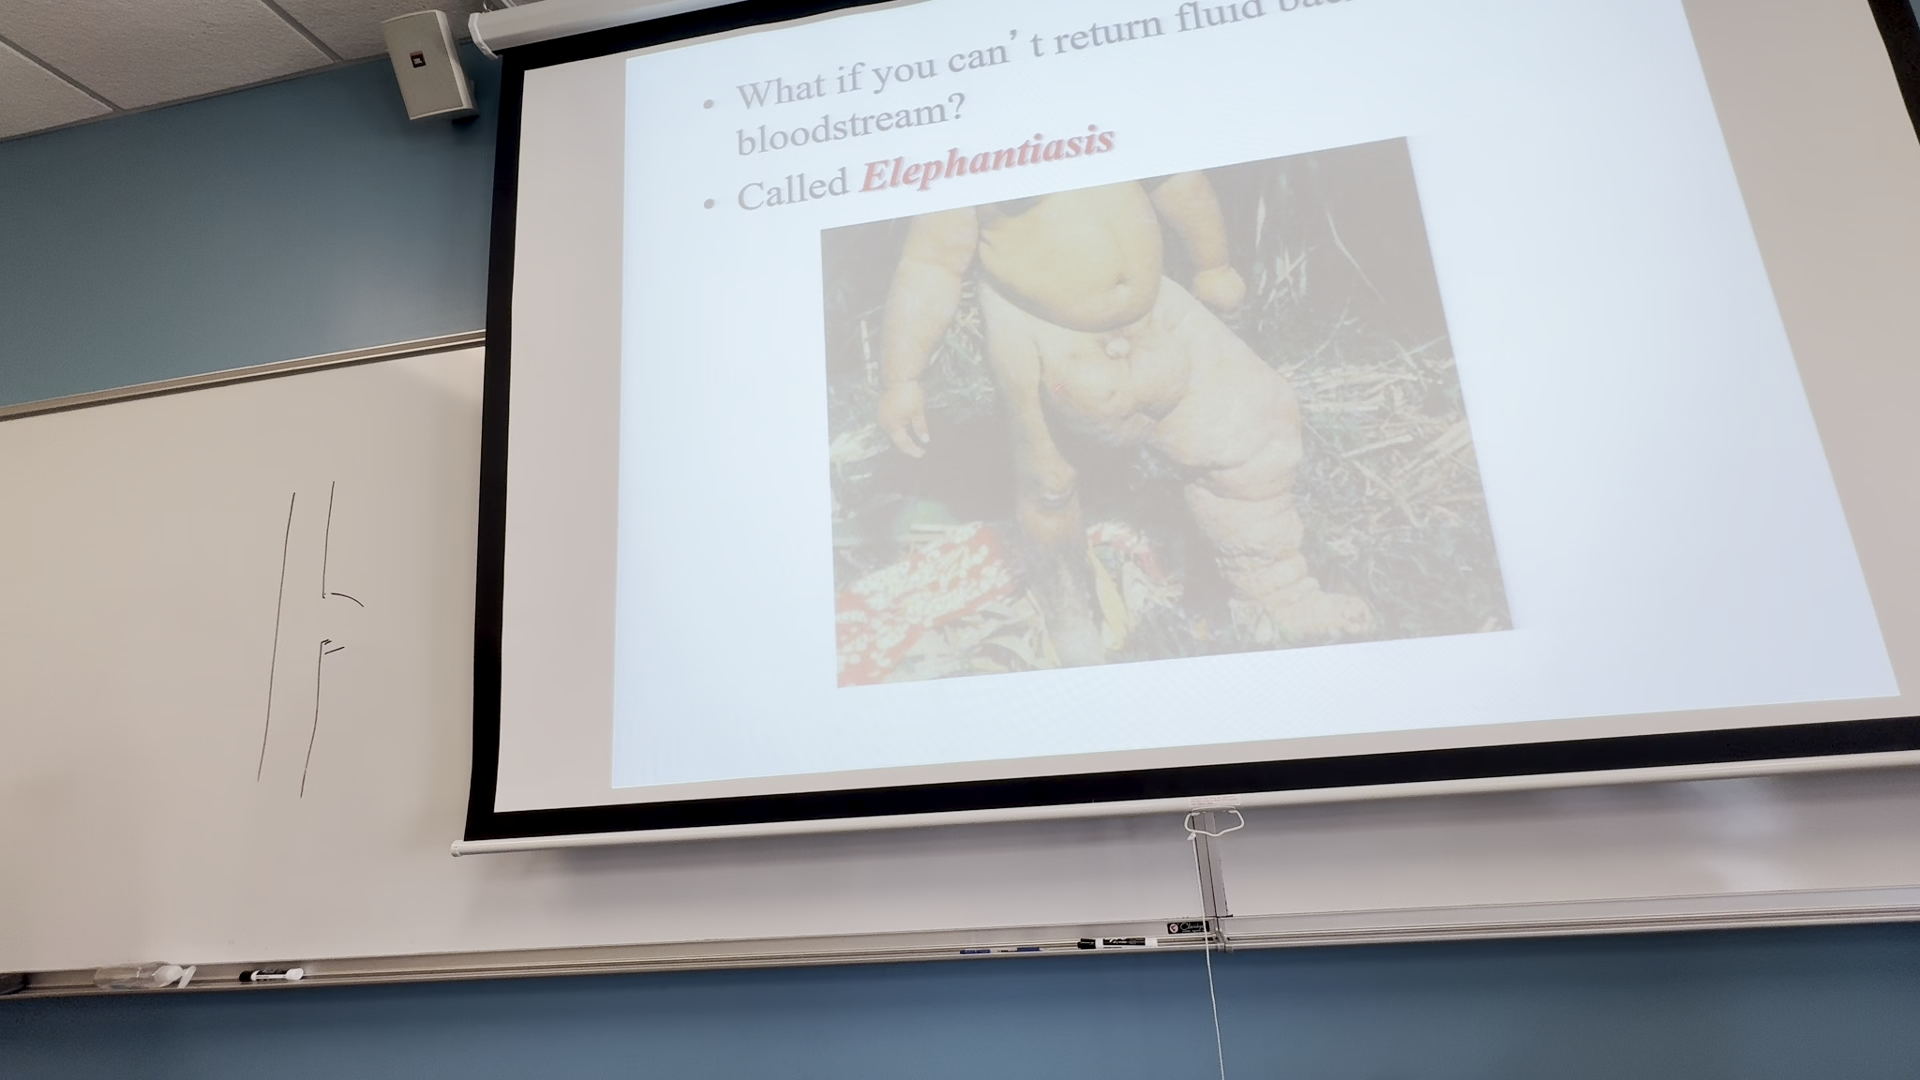 • What if you can't return fluid
bloodstream?
• Called Elephantiasis